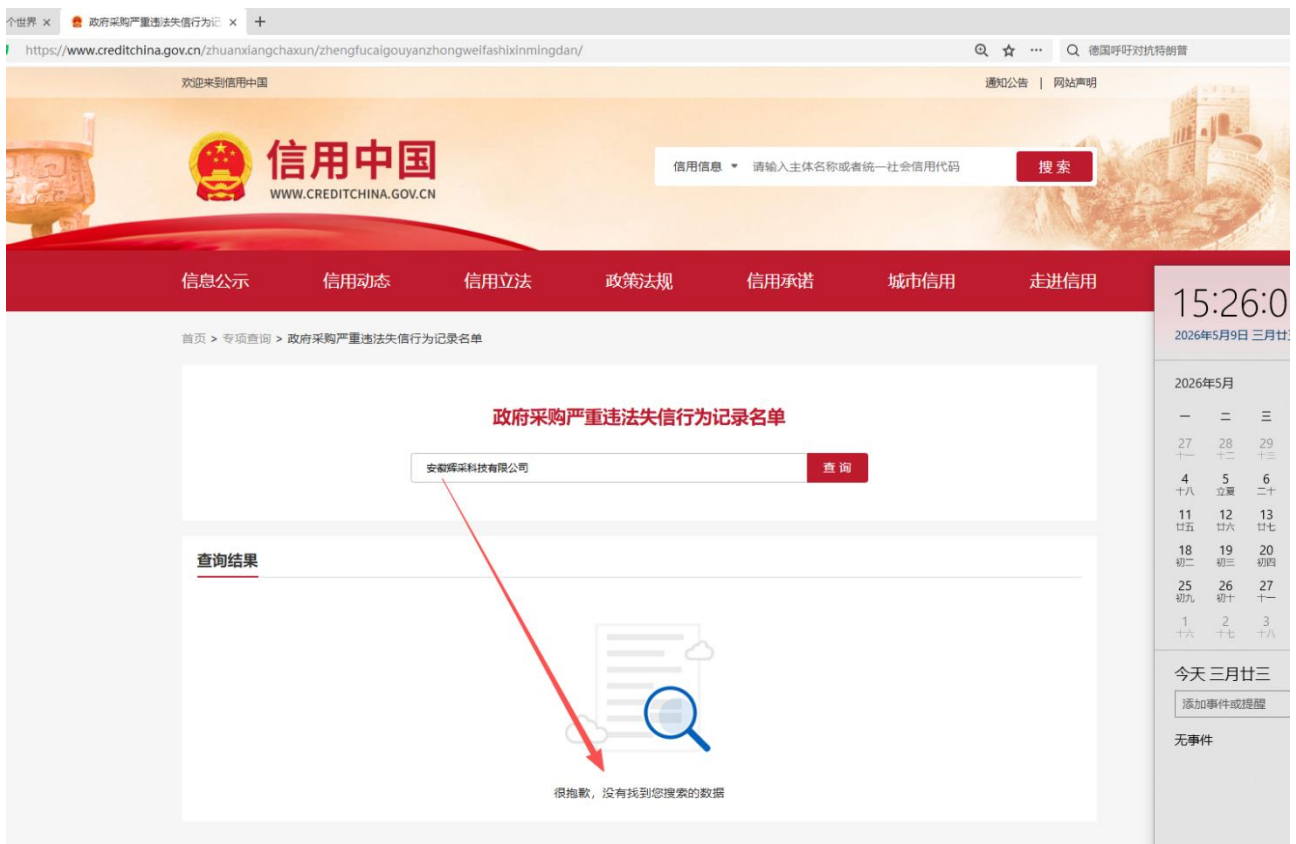 个世界 × 政府采购严重违法失信行为记 × +
https://www.creditchina.gov.cn/zhuanxiangchaxun/zhengfucaigouyanzhongweifashixinmingdan/ ··· 德国呼吁对抗特朗普
欢迎来到信用中国 通知公告 | 网站声明
信用中国
WWW.CREDITCHINA.GOV.CN
信用信息 请输入主体名称或者统一社会信用代码 搜索
信息公示 信用动态 信用立法 政策法规 信用承诺 城市信用 走进信用
首页 > 专项查询 > 政府采购严重违法失信行为记录名单
政府采购严重违法失信行为记录名单
安徽辉采科技有限公司 查询
查询结果
很抱歉，没有找到您搜索的数据
15:26:0
2026年5月9日 三月廿三
2026年5月
一 二 三
27 28 29
十一 十二 十三
4 5 6
十八 立夏 二十
11 12 13
廿五 廿六 廿七
18 19 20
初二 初三 初四
25 26 27
初九 初十 十一
1 2 3
十六 十七 十八
今天 三月廿三
添加事件或提醒
无事件